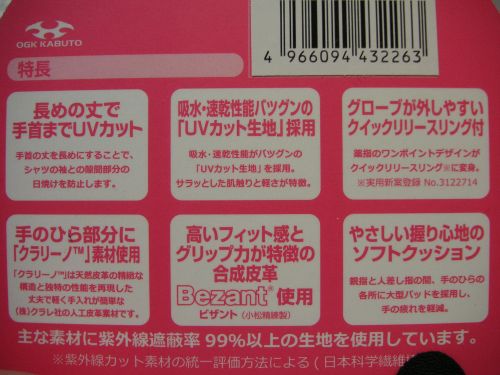 OGK KABUTO
4 966094 432263
特長
長めの丈で
手首までUVカット
手首の丈を長めにすることで、
シャツの袖との隙間部分の
日焼けを防止します。
吸水・速乾性能バツグンの
「UVカット生地」採用
吸水・速乾性能がバツグンの
「UVカット生地」を採用。
サラッとした肌触りと軽さが特徴。
グローブが外しやすい
クイックリリースリング付
薬指のワンポイントデザインが
クイックリリースリング※に変身。
※実用新案登録 No.3122714
手のひら部分に
「クラリーノ™」素材使用
「クラリーノ™」は天然皮革の精緻な
構造と独特の性能を再現した
丈夫で軽く手入れが簡単な
(株)クラレ社の人工皮革素材です。
高いフィット感と
グリップ力が特徴の
合成皮革
Bezant® 使用
ビザント(小松精練製)
やさしい握り心地の
ソフトクッション
親指と人差し指の間、手のひらの
各所に大型パッドを採用し、
手の疲れを軽減。
主な素材に紫外線遮蔽率 99%以上の生地を使用しています。
※紫外線カット素材の統一評価方法による(日本科学繊維